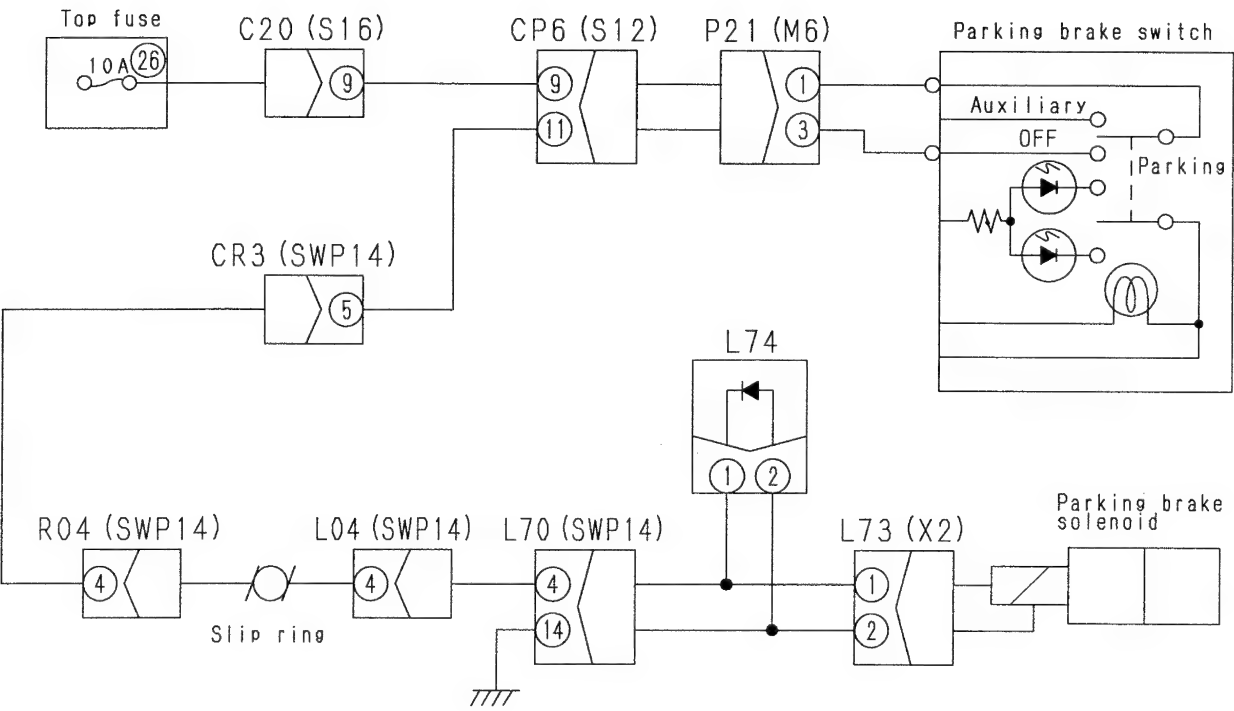 Top fuse
10A 26
C20 (S16)
9
CP6 (S12)
9
11
P21 (M6)
1
3
Parking brake switch
Auxiliary
OFF
Parking
CR3 (SWP14)
5
L74
1 2
R04 (SWP14)
4
Slip ring
L04 (SWP14)
4
L70 (SWP14)
4
14
L73 (X2)
1
2
Parking brake
solenoid